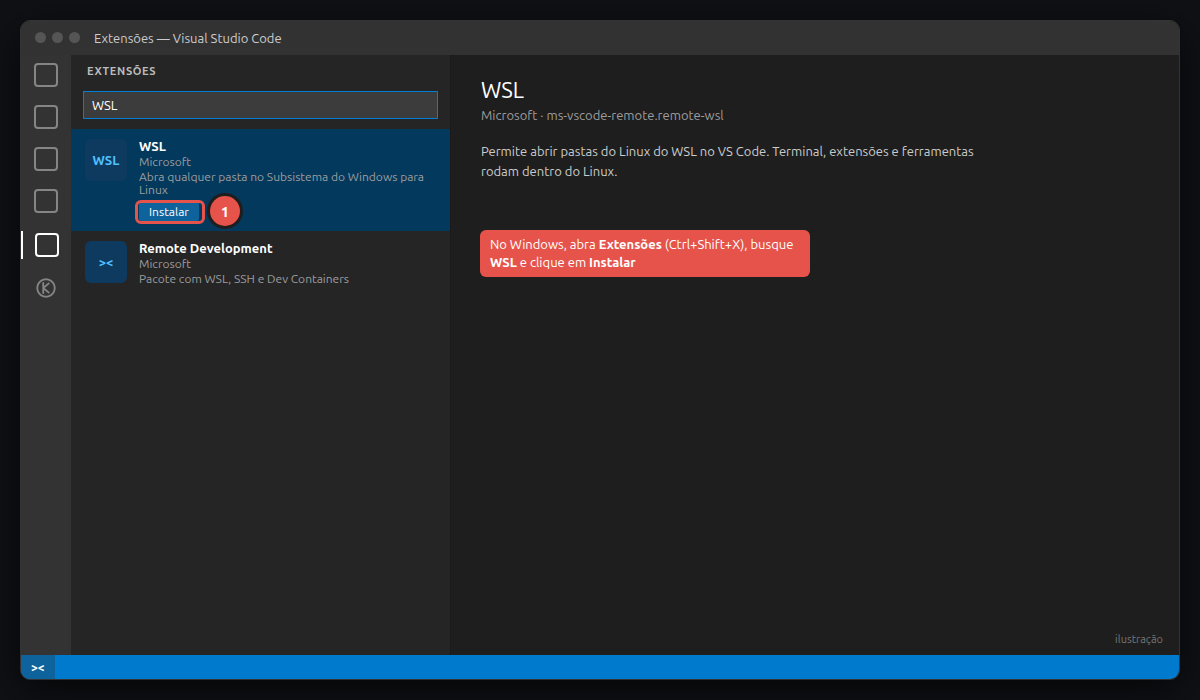 Extensões — Visual Studio Code
EXTENSÕES
WSL
WSL
WSL
Microsoft
Abra qualquer pasta no Subsistema do Windows para
Linux
Instalar
1
><
Remote Development
Microsoft
Pacote com WSL, SSH e Dev Containers
K
WSL
Microsoft · ms-vscode-remote.remote-wsl
Permite abrir pastas do Linux do WSL no VS Code. Terminal, extensões e ferramentas
rodam dentro do Linux.
No Windows, abra Extensões (Ctrl+Shift+X), busque
WSL e clique em Instalar
ilustração
><